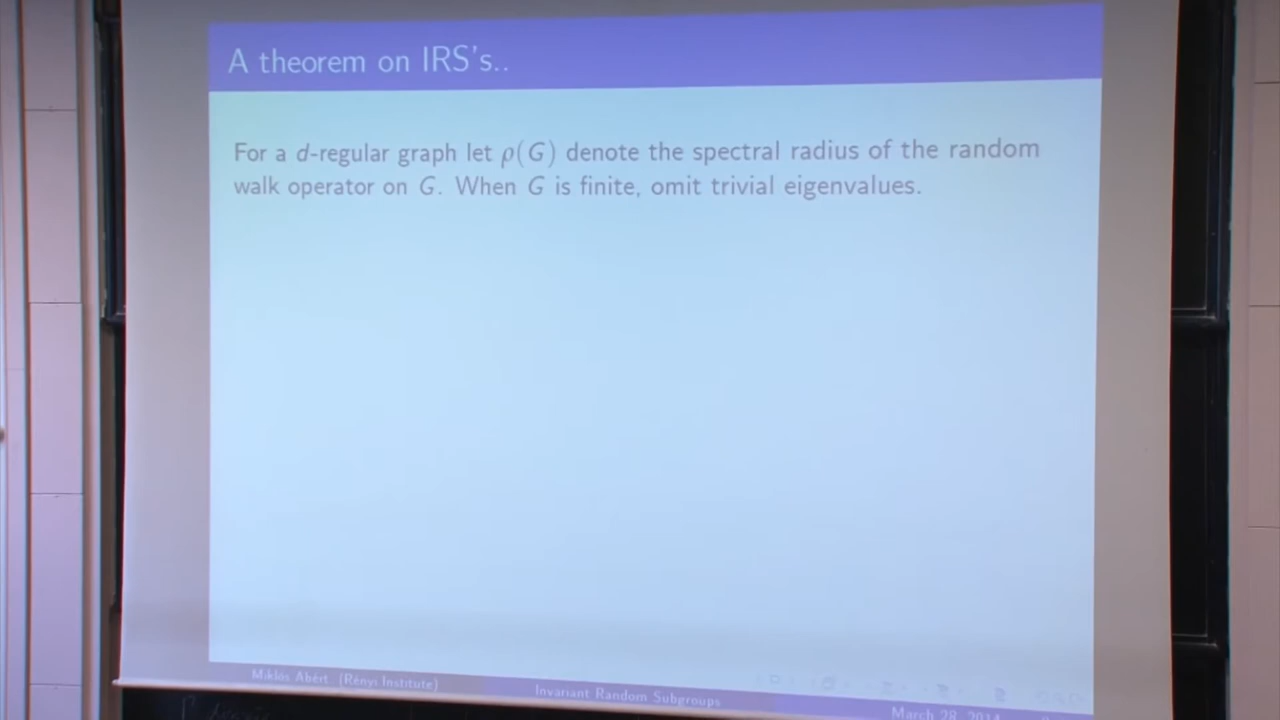 A theorem on IRS's..
For a d-regular graph let ρ(G) denote the spectral radius of the random
walk operator on G. When G is finite, omit trivial eigenvalues.
Miklós Abért (Rényi Institute)
Invariant Random Subgroups
March 28, 2014